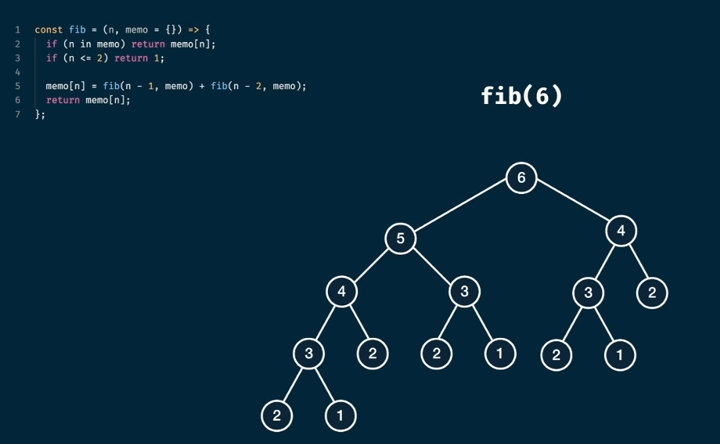 1 const fib = (n, memo = {}) => {
2   if (n in memo) return memo[n];
3   if (n <= 2) return 1;
4
5   memo[n] = fib(n - 1, memo) + fib(n - 2, memo);
6   return memo[n];
7 };
fib(6)
6
5 4
4 3 3 2
3 2 2 1 2 1
2 1